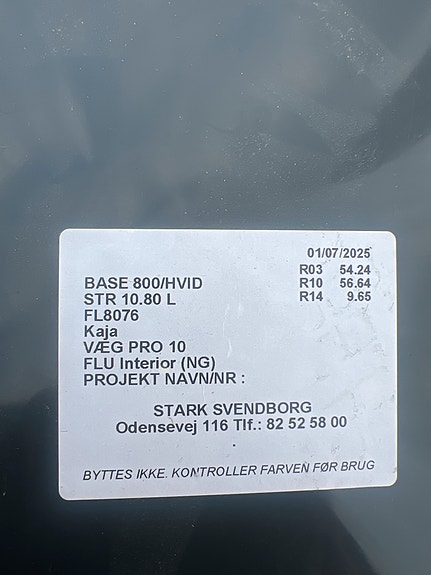 01/07/2025
BASE 800/HVID R03 54.24
STR 10.80 L R10 56.64
FL8076 R14 9.65
Kaja
VÆG PRO 10
FLU Interior (NG)
PROJEKT NAVN/NR :
STARK SVENDBORG
Odensevej 116 Tlf.: 82 52 58 00
.
BYTTES IKKE. KONTROLLER FARVEN FØR BRUG